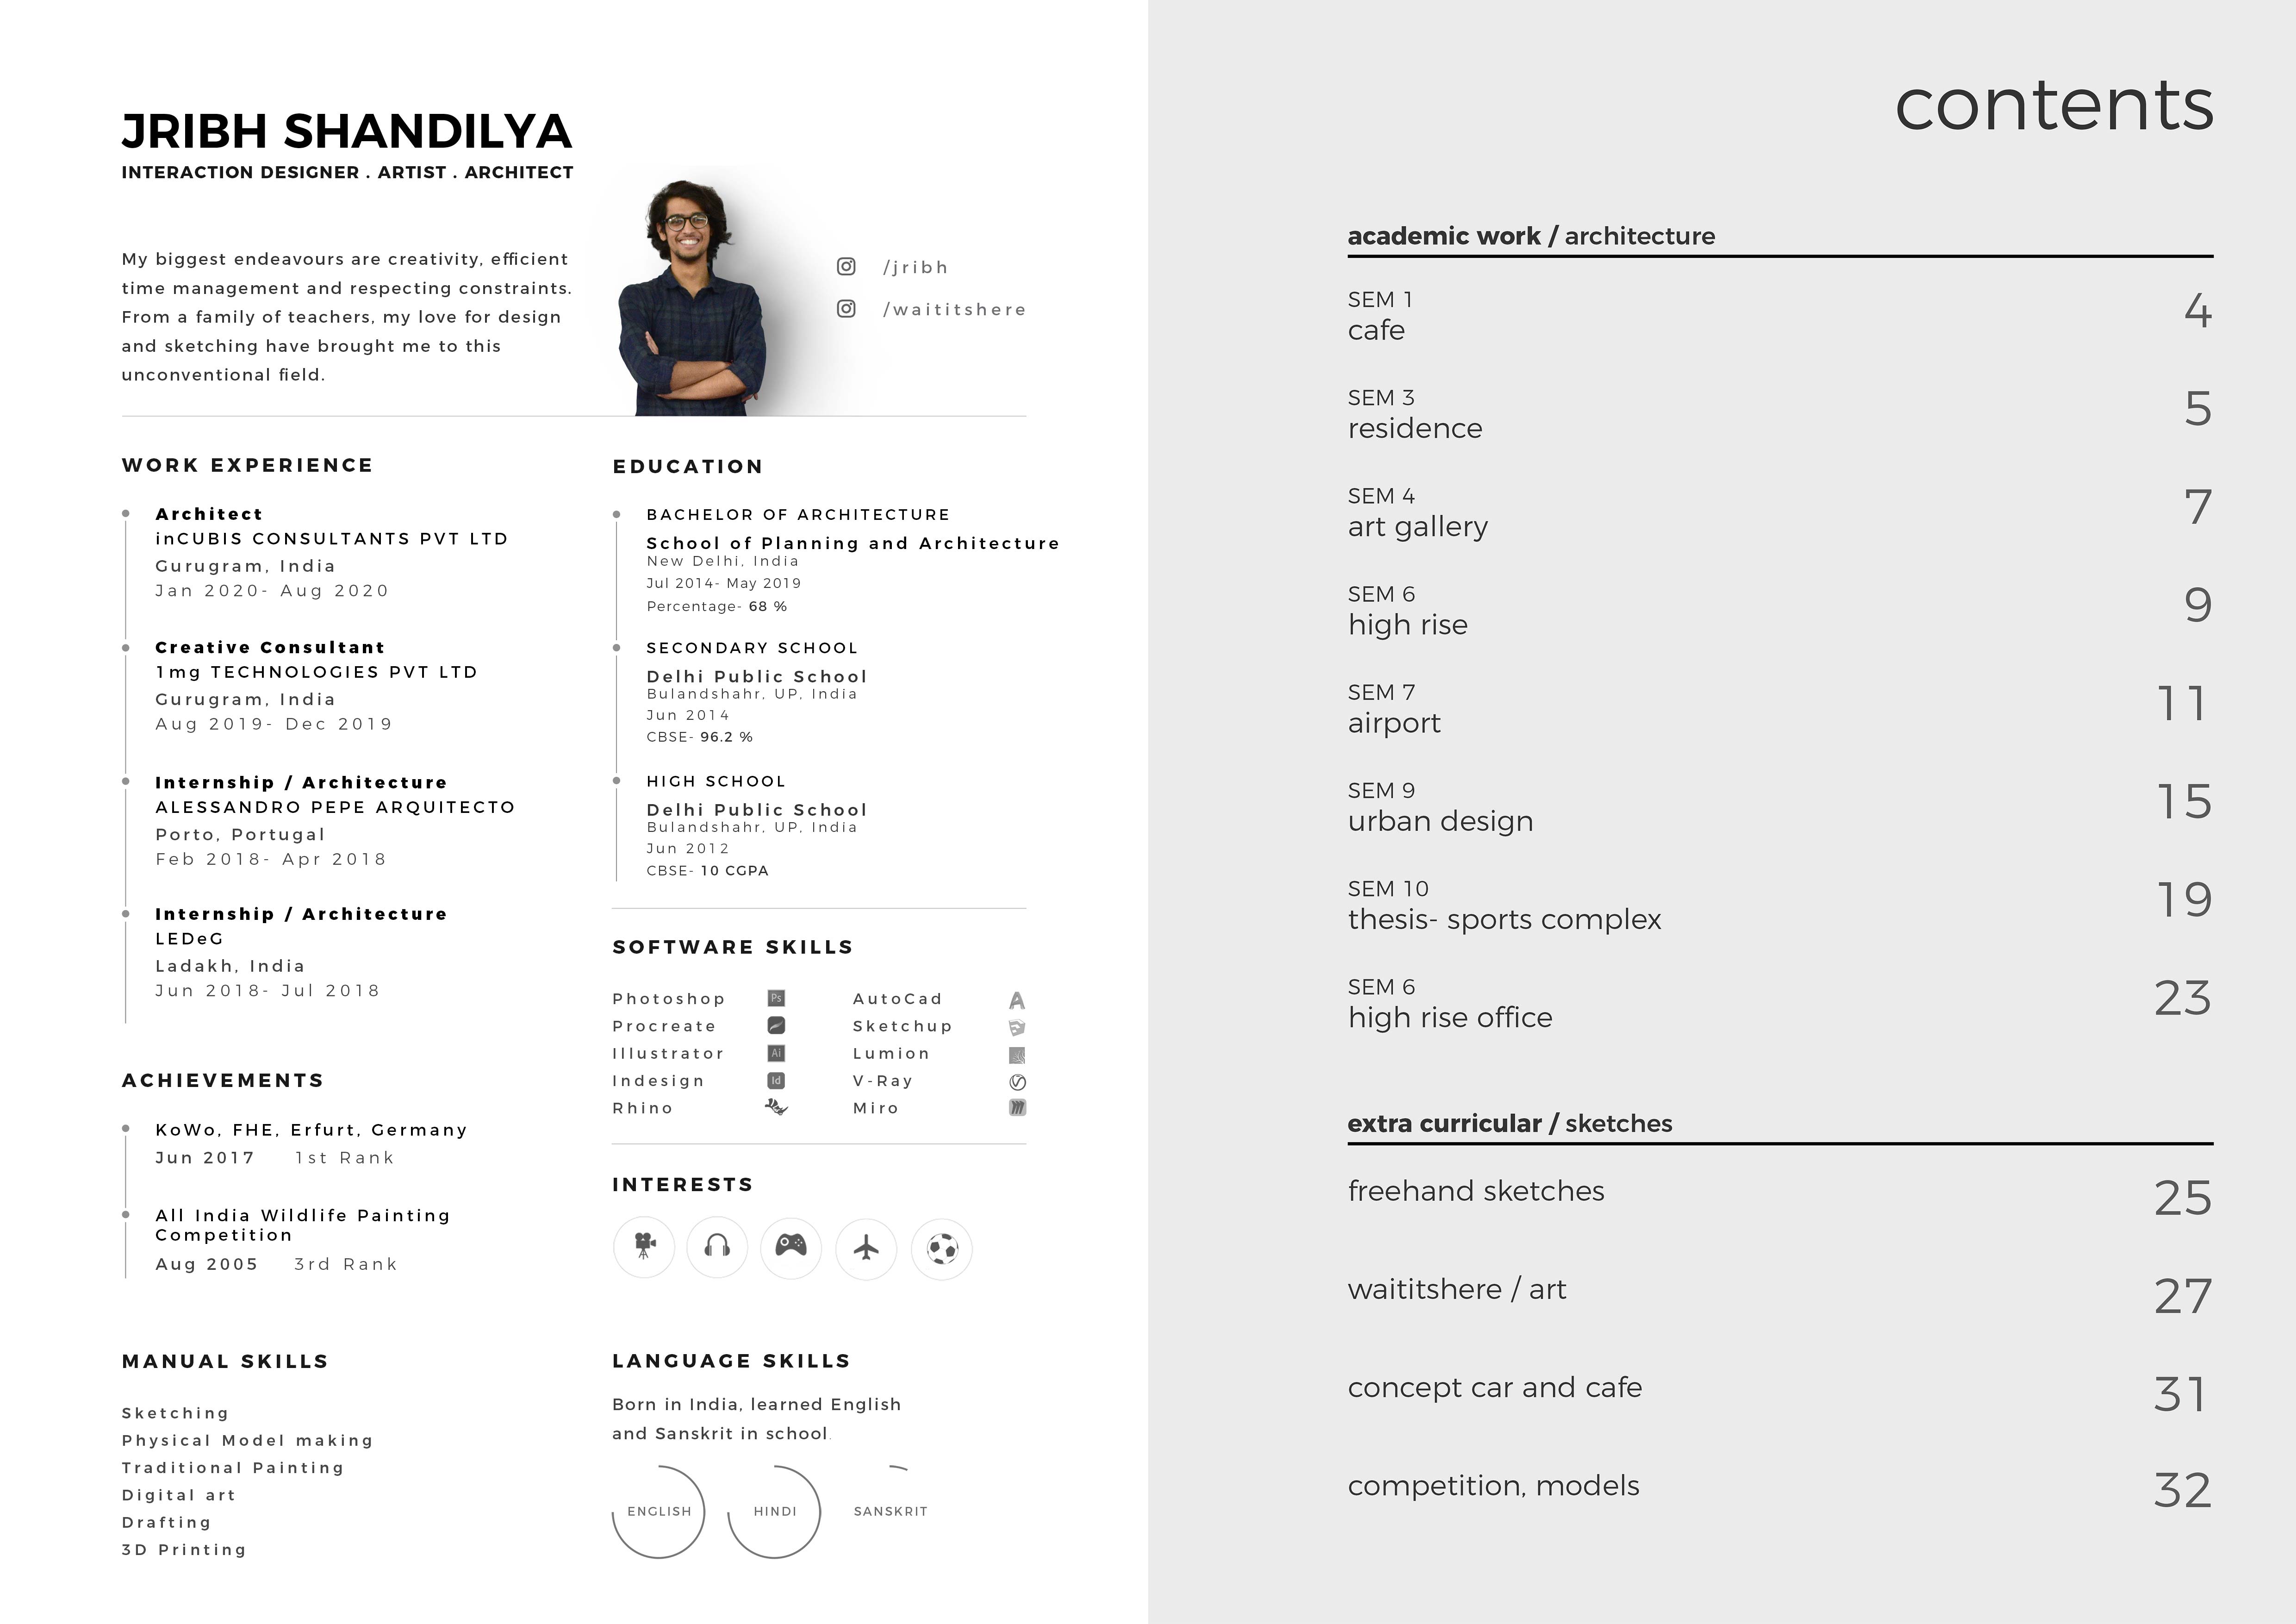 JRIBH SHANDILYA
INTERACTION DESIGNER . ARTIST . ARCHITECT
My biggest endeavours are creativity, efficient
time management and respecting constraints.
From a family of teachers, my love for design
and sketching have brought me to this
unconventional field.
/jribh
/waititshere
WORK EXPERIENCE
Architect
inCUBIS CONSULTANTS PVT LTD
Gurugram, India
Jan 2020- Aug 2020
Creative Consultant
1mg TECHNOLOGIES PVT LTD
Gurugram, India
Aug 2019- Dec 2019
Internship / Architecture
ALESSANDRO PEPE ARQUITECTO
Porto, Portugal
Feb 2018- Apr 2018
Internship / Architecture
LEDeG
Ladakh, India
Jun 2018- Jul 2018
ACHIEVEMENTS
KoWo, FHE, Erfurt, Germany
Jun 2017 1st Rank
All India Wildlife Painting
Competition
Aug 2005 3rd Rank
MANUAL SKILLS
Sketching
Physical Model making
Traditional Painting
Digital art
Drafting
3D Printing
EDUCATION
BACHELOR OF ARCHITECTURE
School of Planning and Architecture
New Delhi, India
Jul 2014- May 2019
Percentage- 68 %
SECONDARY SCHOOL
Delhi Public School
Bulandshahr, UP, India
Jun 2014
CBSE- 96.2 %
HIGH SCHOOL
Delhi Public School
Bulandshahr, UP, India
Jun 2012
CBSE- 10 CGPA
SOFTWARE SKILLS
Photoshop Ps AutoCad
Procreate Sketchup
Illustrator Ai Lumion
Indesign Id V-Ray
Rhino Miro
INTERESTS
LANGUAGE SKILLS
Born in India, learned English
and Sanskrit in school.
ENGLISH HINDI SANSKRIT
contents
academic work / architecture
SEM 1
cafe 4
SEM 3
residence 5
SEM 4
art gallery 7
SEM 6
high rise 9
SEM 7
airport 11
SEM 9
urban design 15
SEM 10
thesis- sports complex 19
SEM 6
high rise office 23
extra curricular / sketches
freehand sketches 25
waititshere / art 27
concept car and cafe 31
competition, models 32